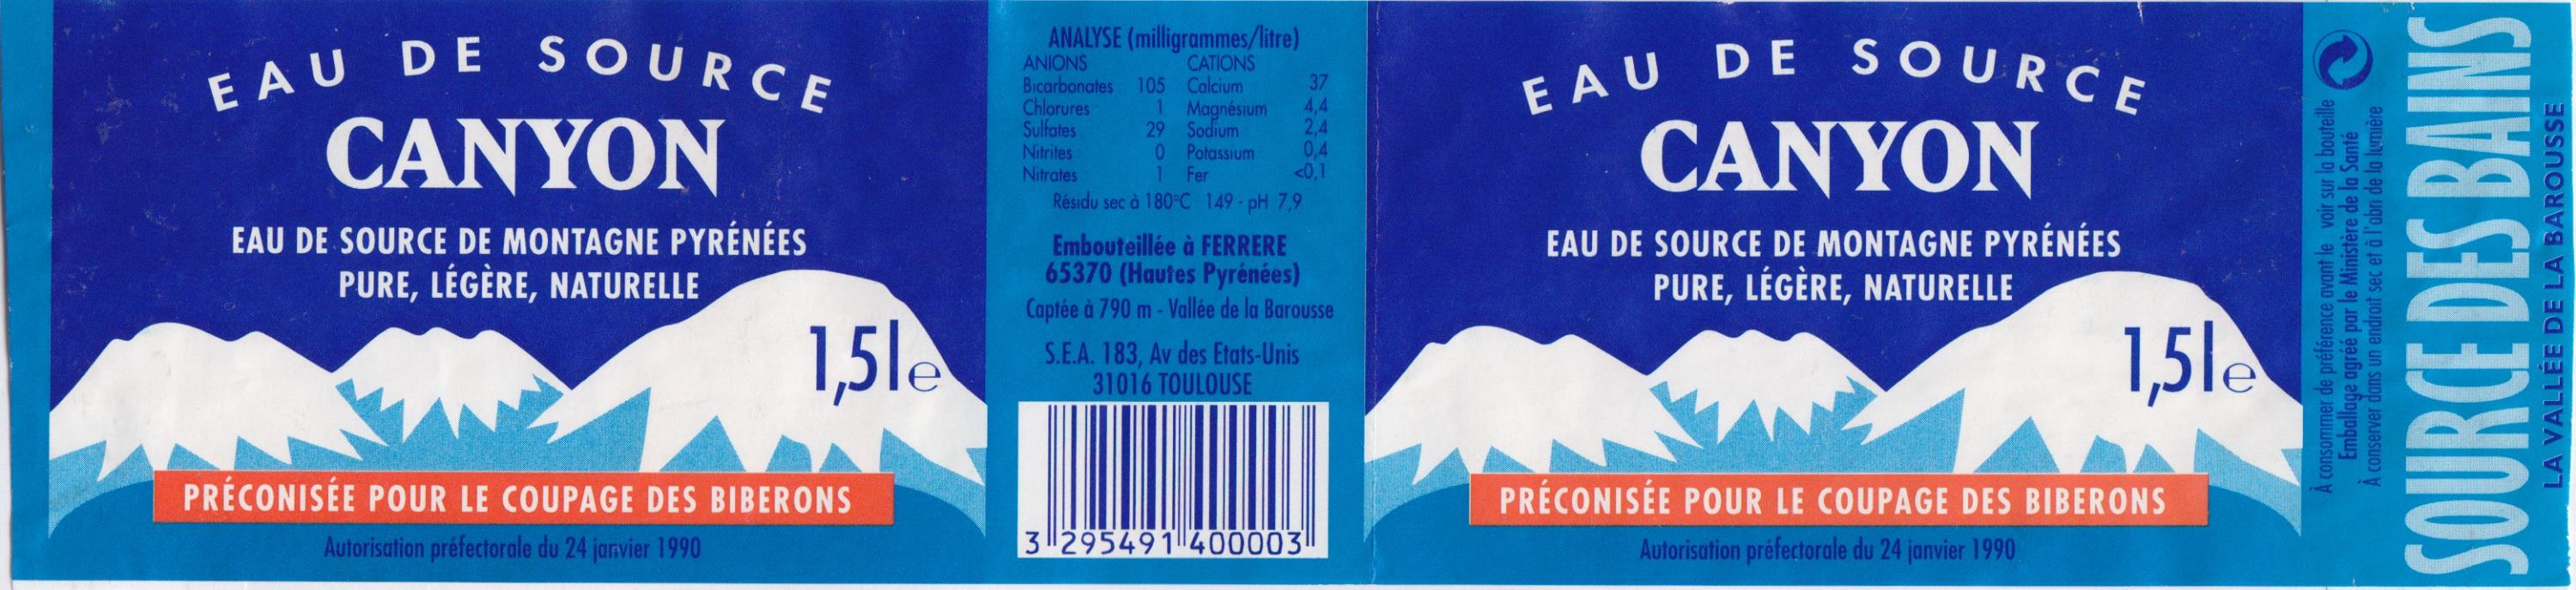 EAU DE SOURCE
CANYON
EAU DE SOURCE DE MONTAGNE PYRÉNÉES
PURE, LÉGÈRE, NATURELLE
1,5l e
PRÉCONISÉE POUR LE COUPAGE DES BIBERONS
Autorisation préfectorale du 24 janvier 1990
ANALYSE (milligrammes/litre)
ANIONS CATIONS
Bicarbonates 105 Calcium 37
Chlorures 1 Magnésium 4,4
Sulfates 29 Sodium 2,4
Nitrites 0 Potassium 0,4
Nitrates 1 Fer <0,1
Résidu sec à 180°C 149 - pH 7,9
Embouteillée à FERRERE
65370 (Hautes Pyrénées)
Captée à 790 m - Vallée de la Barousse
S.E.A. 183, Av des Etats-Unis
31016 TOULOUSE
3 295491 400003
EAU DE SOURCE
CANYON
EAU DE SOURCE DE MONTAGNE PYRÉNÉES
PURE, LÉGÈRE, NATURELLE
1,5l e
PRÉCONISÉE POUR LE COUPAGE DES BIBERONS
Autorisation préfectorale du 24 janvier 1990
À consommer de préférence avant le voir sur la bouteille
Emballage agrée par le Ministère de la Santé
À conserver dans un endroit sec et à l'abri de la lumière
SOURCE DES BAINS
LA VALLÉE DE LA BAROUSSE